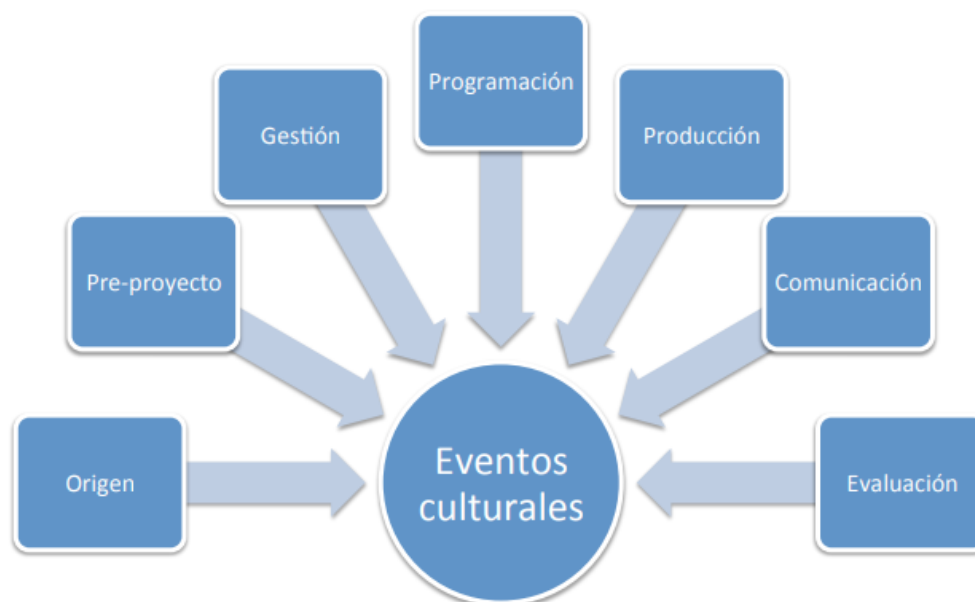 Programación
Gestión
Producción
Pre-proyecto
Comunicación
Origen
Eventos
culturales
Evaluación